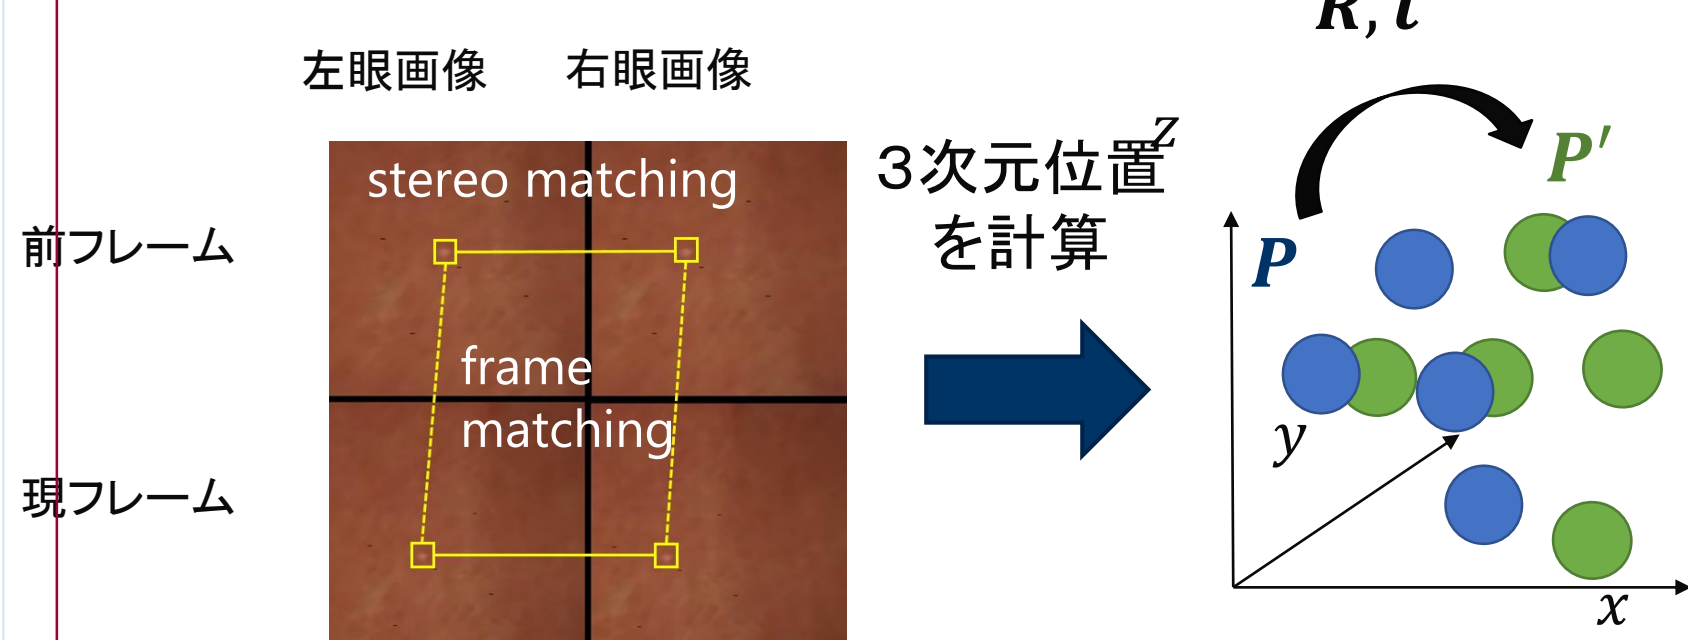 R, t
左眼画像 右眼画像
stereo matching
前フレーム
frame
matching
現フレーム
3次元位置
を計算
z
P
P′
y
x